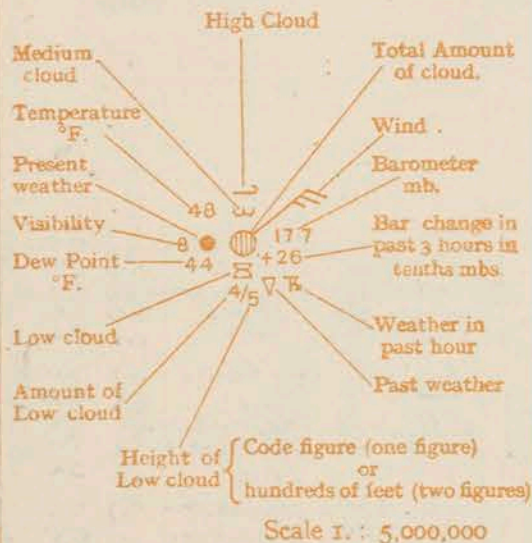 High Cloud
Medium
cloud
Total Amount
of cloud.
Temperature
°F.
Wind .
Present
weather
Barometer
mb.
48
Visibility
8
177
Bar change in
past 3 hours in
tenths mbs.
Dew Point
°F.
44
+26
4/5
Low cloud
Weather in
past hour
Amount of
Low cloud
Past weather
Height of
Low cloud
Code figure (one figure)
or
hundreds of feet (two figures)
Scale 1. : 5,000,000